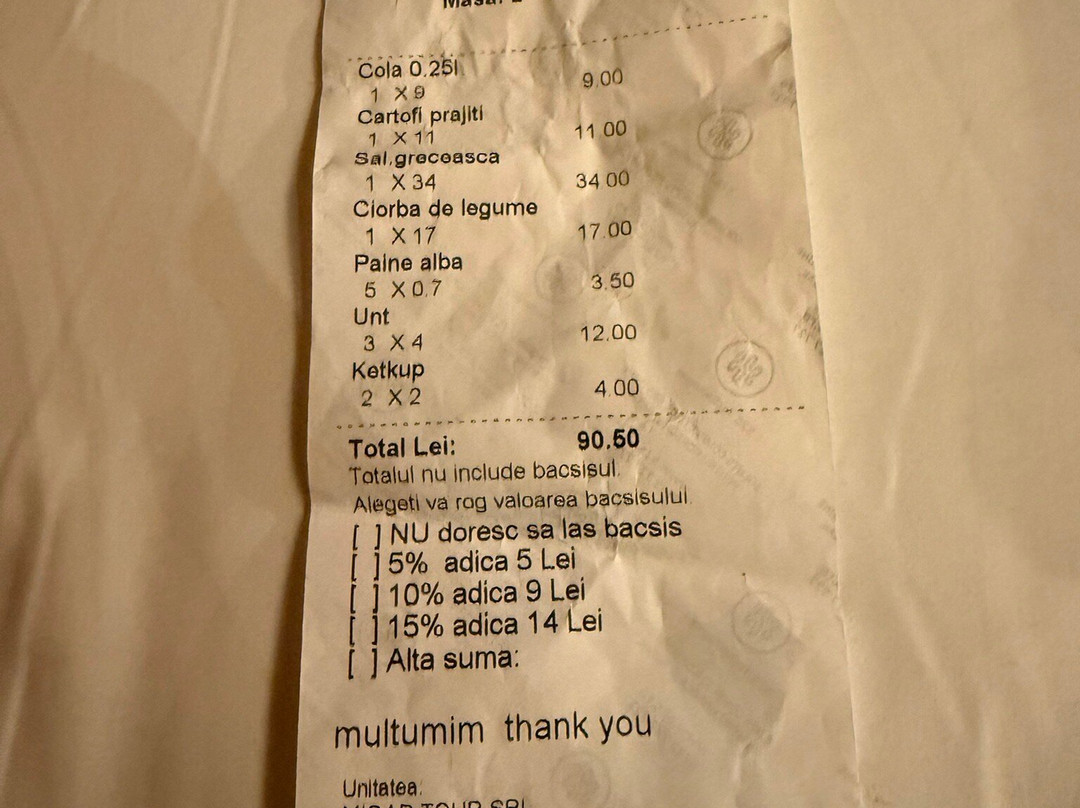 Cola 0.25l
1 X 9 9.00
Cartofi prajiti
1 X 11 11.00
Sal.greceasca
1 X 34 34.00
Ciorba de legume
1 X 17 17.00
Paine alba
5 X 0.7 3.50
Unt
3 X 4 12.00
Ketkup
2 X 2 4.00
Total Lei: 90.50
Totalul nu include bacsisul.
Alegeti va rog valoarea bacsisului.
[ ] NU doresc sa las bacsis
[ ] 5% adica 5 Lei
[ ] 10% adica 9 Lei
[ ] 15% adica 14 Lei
[ ] Alta suma:
multumim thank you
Unitatea: